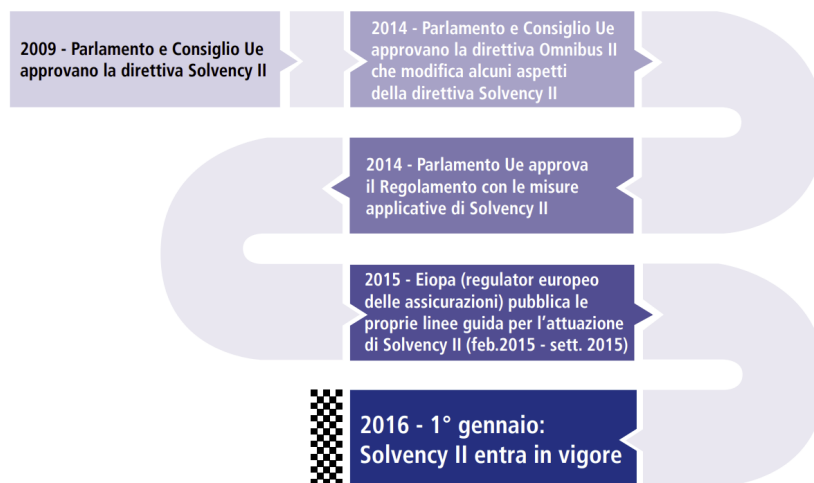 2009 - Parlamento e Consiglio Ue
approvano la direttiva Solvency II
2014 - Parlamento e Consiglio Ue
approvano la direttiva Omnibus II
che modifica alcuni aspetti
della direttiva Solvency II
2014 - Parlamento Ue approva
il Regolamento con le misure
applicative di Solvency II
2015 - Eiopa (regulator europeo
delle assicurazioni) pubblica le
proprie linee guida per l’attuazione
di Solvency II (feb.2015 - sett. 2015)
2016 - 1° gennaio:
Solvency II entra in vigore